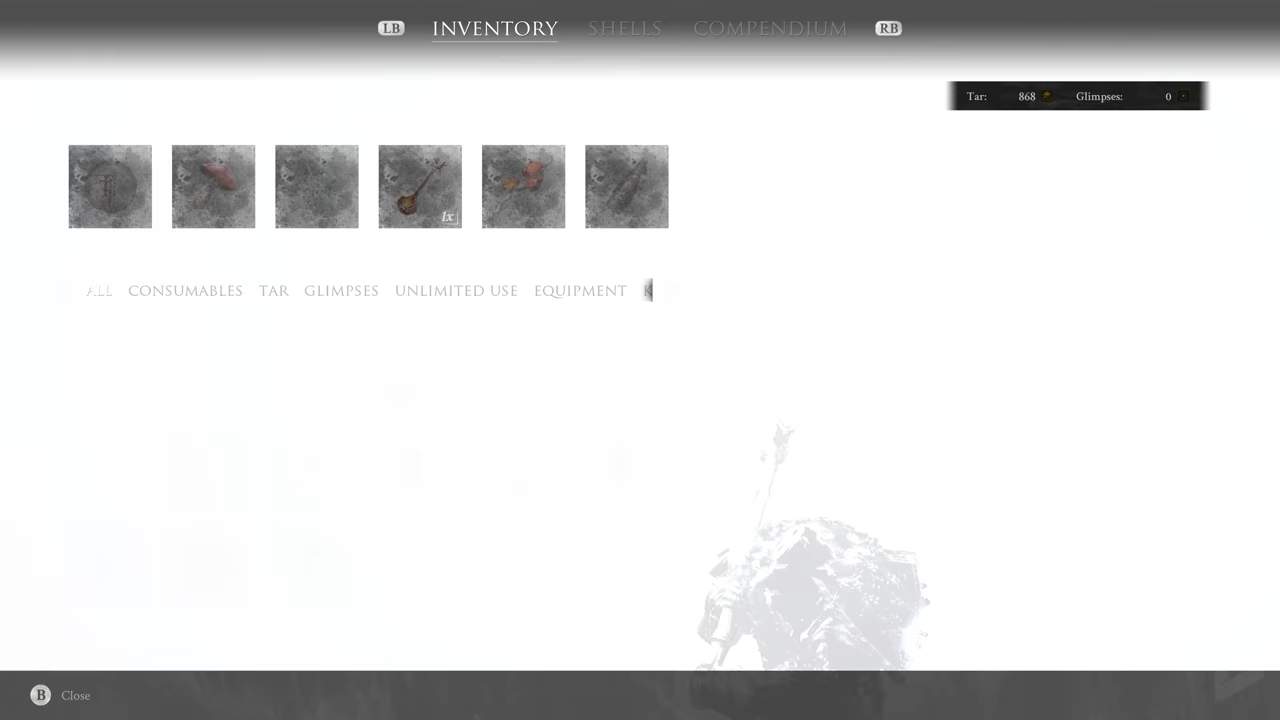 LB INVENTORY SHELLS COMPENDIUM RB
Tar: 868 Glimpses: 0
1x
ALL CONSUMABLES TAR GLIMPSES UNLIMITED USE EQUIPMENT K
B Close